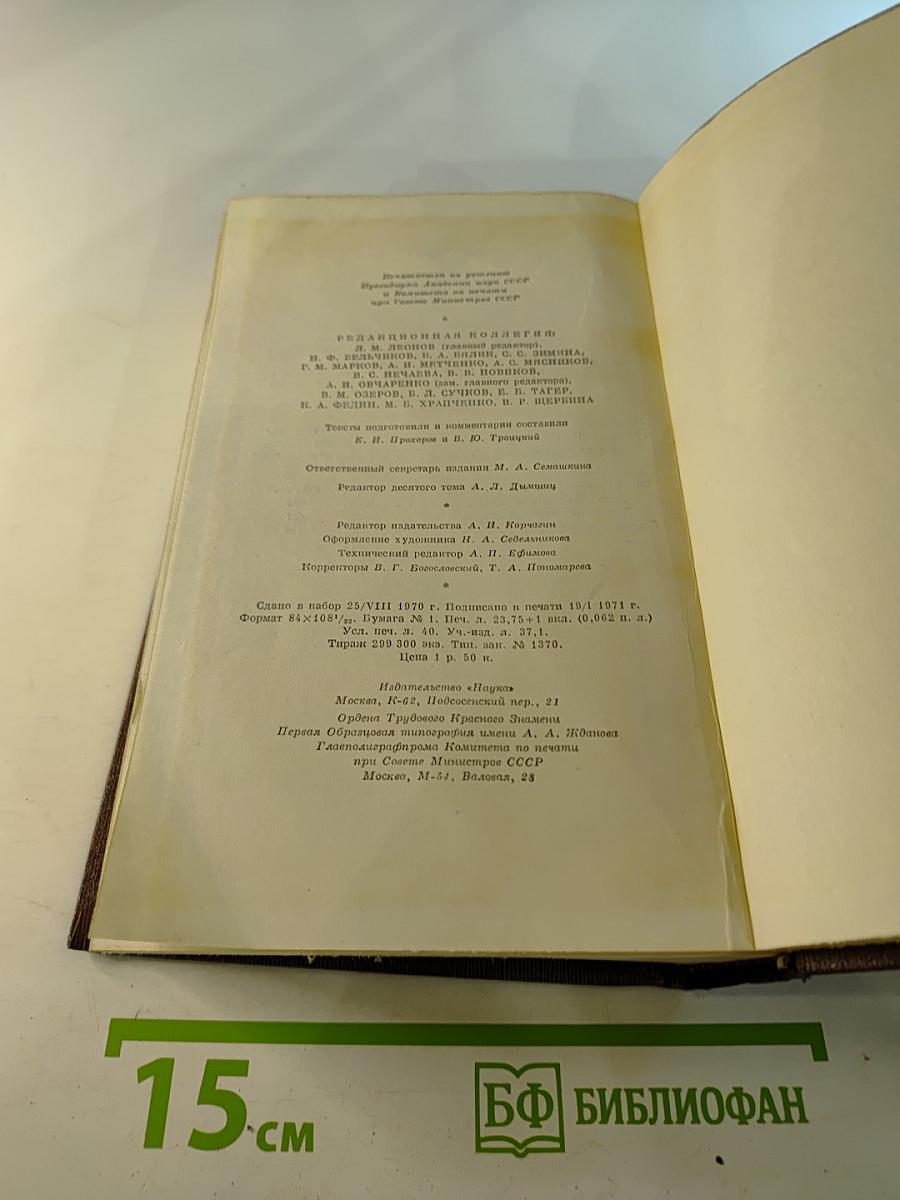 Печатается по решению
Президиума Академии наук СССР
и Комитета по печати
при Совете Министров СССР
*
РЕДАКЦИОННАЯ КОЛЛЕГИЯ:
Л. М. ЛЕОНОВ (главный редактор),
Н. Ф. БЕЛЬЧИКОВ, Б. А. БЯЛИК, С. С. ЗИМИНА,
Г. М. МАРКОВ, А. И. МЕТЧЕНКО, А. С. МЯСНИКОВ,
В. С. НЕЧАЕВА, В. В. НОВИКОВ,
А. И. ОВЧАРЕНКО (зам. главного редактора),
В. М. ОЗЕРОВ, Б. Л. СУЧКОВ, Е. Б. ТАГЕР,
К. А. ФЕДИН, М. Б. ХРАПЧЕНКО, В. Р. ЩЕРБИНА
Тексты подготовили и комментарии составили
Е. И. Прохоров и В. Ю. Троицкий
Ответственный секретарь издания М. А. Семашкина
Редактор десятого тома А. Л. Дымшиц
*
Редактор издательства А. И. Корчагин
Оформление художника Н. А. Седельникова
Технический редактор А. П. Ефимова
Корректоры В. Г. Богословский, Т. А. Пономарева
*
Сдано в набор 25/VIII 1970 г. Подписано к печати 19/I 1971 г.
Формат 84×108¹/₃₂. Бумага № 1. Печ. л. 23,75+1 вкл. (0,062 п. л.)
Усл. печ. л. 40. Уч.-изд. л. 37,1.
Тираж 299 300 экз. Тип. зак. № 1370.
Цена 1 р. 50 к.
Издательство «Наука»
Москва, К-62, Подсосенский пер., 21
Ордена Трудового Красного Знамени
Первая Образцовая типография имени А. А. Жданова
Главполиграфпрома Комитета по печати
при Совете Министров СССР
Москва, М-54, Валовая, 28
15 см
БФ БИБЛИОФАН